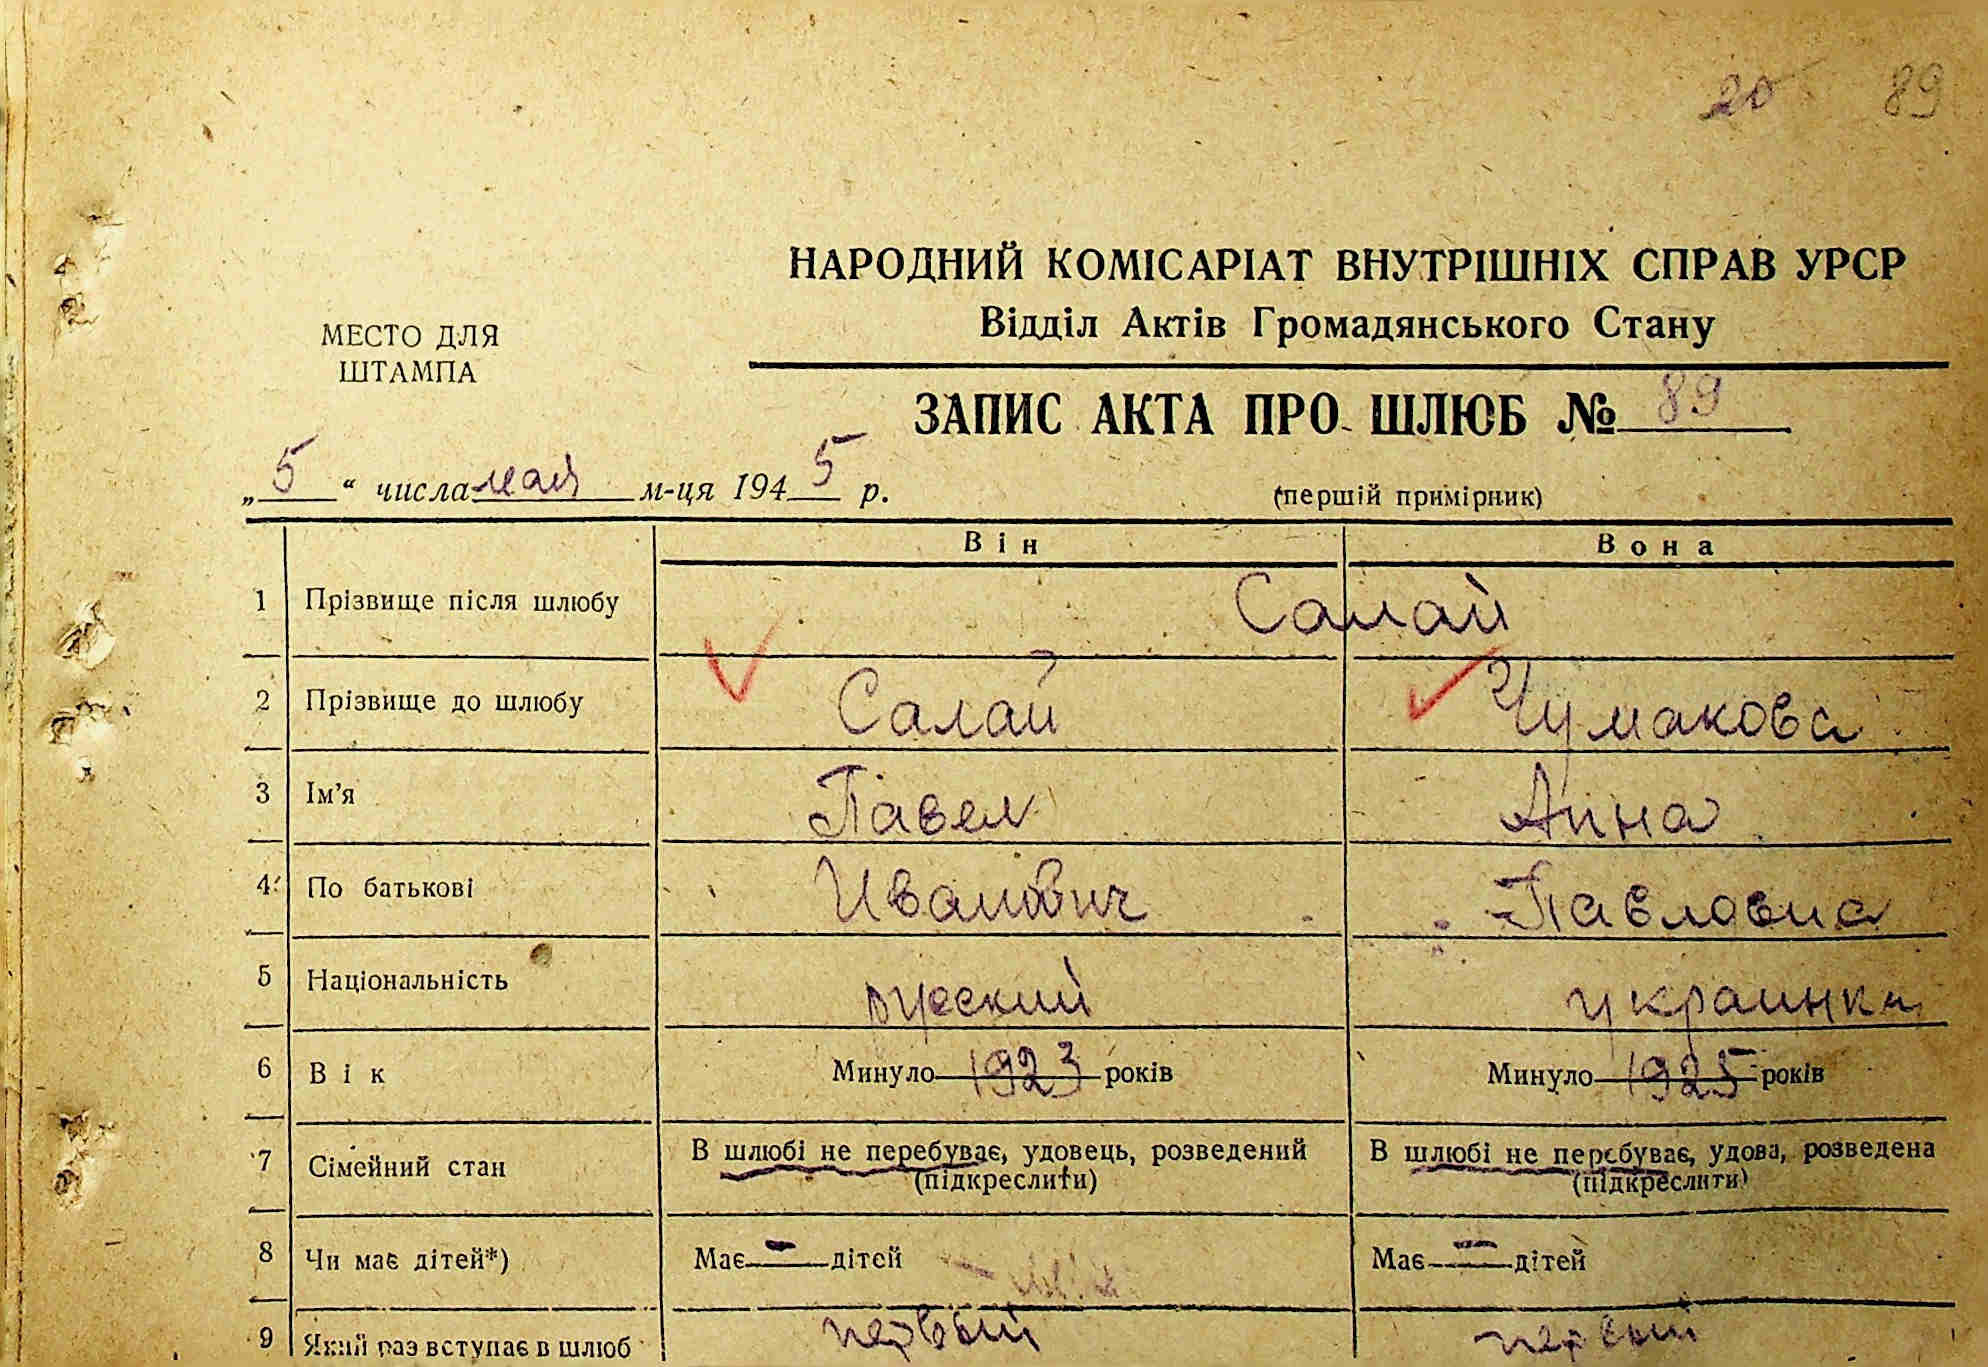 20 89
НАРОДНИЙ КОМІСАРІАТ ВНУТРІШНІХ СПРАВ УРСР
Відділ Актів Громадянського Стану
МЕСТО ДЛЯ
ШТАМПА
ЗАПИС АКТА ПРО ШЛЮБ № 89
„5“ числа мая м-ця 1945 р.
(першій примірник)
Він Вона
1 Прізвище після шлюбу Салай
2 Прізвище до шлюбу Салай Чумакова
3 Ім'я Павел Анна
4 По батькові Иванович Павловна
5 Національність русский украинка
6 Вік Минуло 1923 років Минуло 1925 років
7 Сімейний стан В шлюбі не перебуває, удовець, розведений В шлюбі не перебуває, удова, розведена
(підкреслити) (підкреслити)
8 Чи має дітей*) Має — дітей Має — дітей
9 Який раз вступає в шлюб первый первый